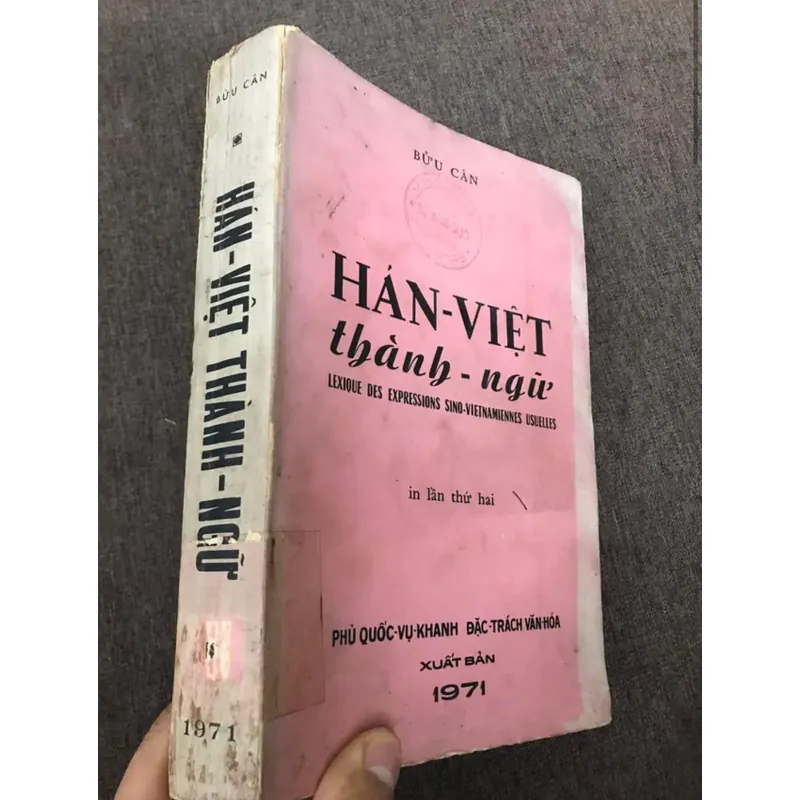 BỬU CẦN
HÁN-VIỆT THÀNH-NGỮ
1971
BỬU CẦN
HÁN-VIỆT
thành-ngữ
LEXIQUE DES EXPRESSIONS SINO-VIETNAMIENNES USUELLES
in lần thứ hai
PHỦ QUỐC-VỤ-KHANH ĐẶC-TRÁCH VĂN-HÓA
XUẤT BẢN
1971